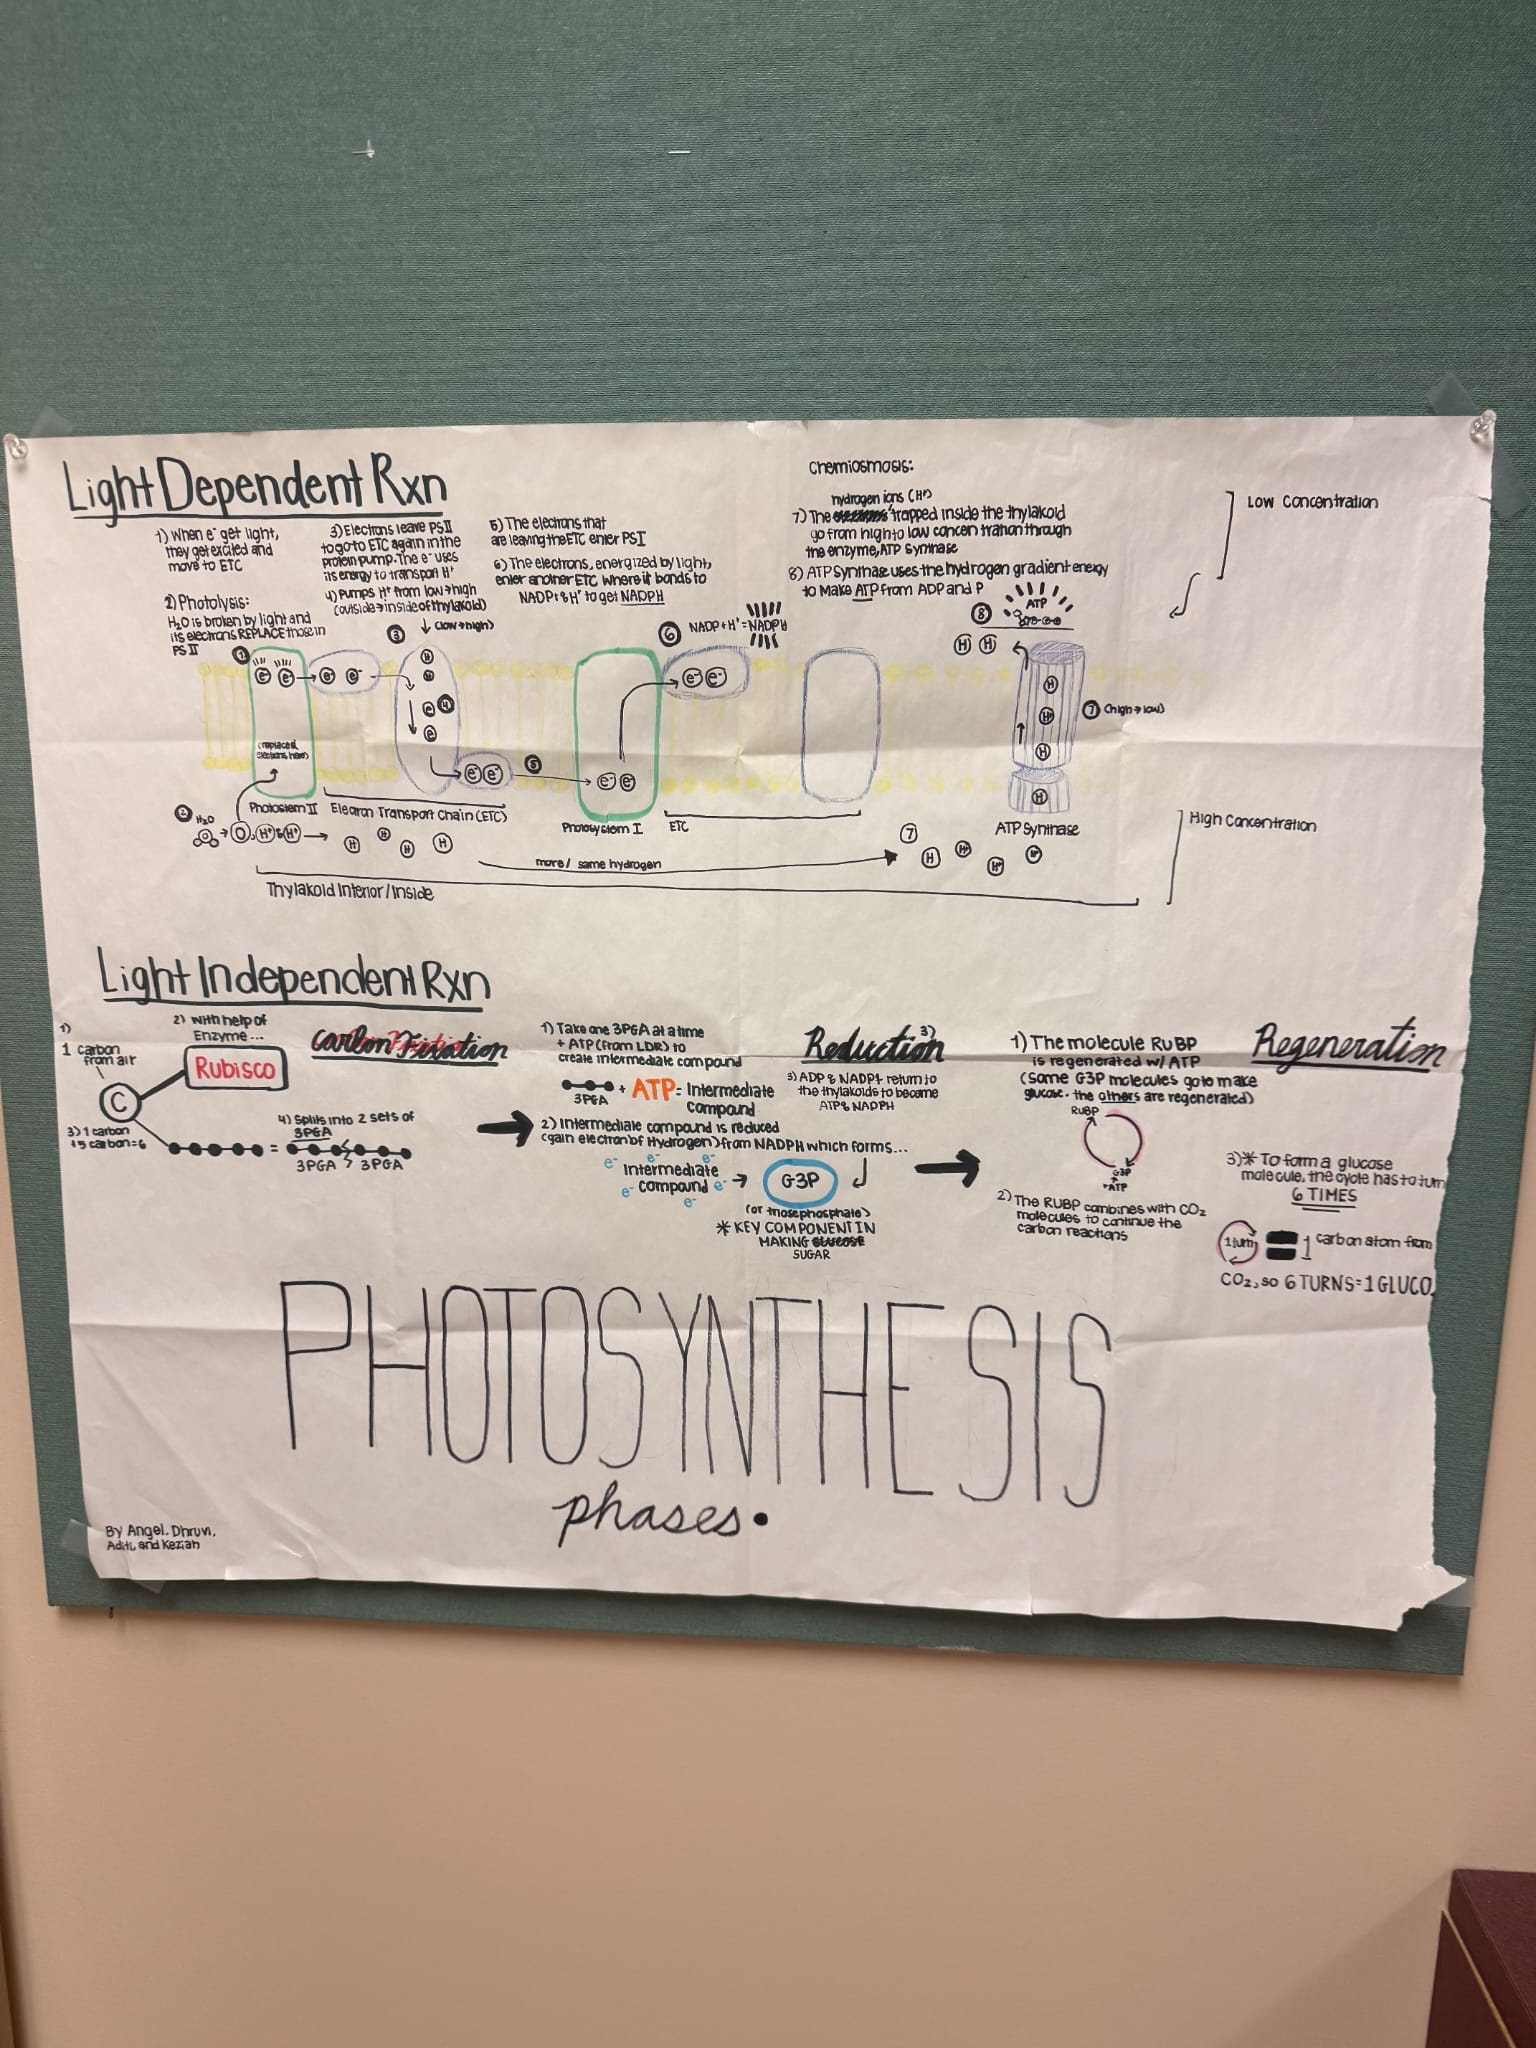 Light Dependent Rxn
1) When e⁻ get light,
they get excited and
move to ETC
2) Photolysis:
H₂O is broken by light and
its electrons REPLACE those in
PS II
3) Electrons leave PS II
to go to ETC again in the
protein pump. The e⁻ uses
its energy to transport H⁺
4) Pumps H⁺ from low→high
(outside→inside of thylakoid)
(low→high)
5) The electrons that
are leaving the ETC enter PS I
6) The electrons, energized by light,
enter another ETC where it bonds to
NADP + & H⁺ to get NADPH
Chemiosmosis:
hydrogen ions (H⁺)
7) The trapped inside the thylakoid
go from high to low concentration through
the enzyme, ATP Synthase
8) ATP Synthase uses the hydrogen gradient energy
to Make ATP from ADP and P
Low Concentration
1
e⁻ e⁻
e⁻ e⁻
3
H
H
e
4
e
e⁻ e⁻
5
e⁻ e⁻
6
NADP + H⁺ = NADPH
e⁻ e⁻
8
ATP
H H
H
H⁺
H
H
7 (high→low)
(replaced
electrons here)
Photostem II
Electron Transport Chain (ETC)
Photosystem I
ETC
ATP Synthase
High Concentration
2 H₂O
O, H⁺ & H⁺
H H H H
more / same hydrogen
7
H H⁺ H⁺ H⁺
Thylakoid Interior / Inside
Light Independent Rxn
1)
1 carbon
from air
C
2) with help of
Enzyme...
Rubisco
3) 1 carbon
+ 5 carbon = 6
=
4) Splits into 2 sets of
3PGA
3PGA 3PGA
Carbon Fixation
1) Take one 3PGA at a time
+ ATP (from LDR) to
create intermediate compound
3PGA + ATP = Intermediate
compound
2) Intermediate compound is reduced
(gain electron of Hydrogen) from NADPH which forms...
e⁻ e⁻ e⁻
Intermediate
e⁻ compound e⁻
e⁻
G3P
(or triosephosphate)
* KEY COMPONENT IN
MAKING GLUCOSE
SUGAR
Reduction
3)
3) ADP & NADP+ return to
the thylakoids to become
ATP & NADPH
1) The molecule RuBP
is regenerated w/ ATP
(some G3P molecules go to make
glucose. the others are regenerated)
RUBP
G3P
+ATP
2) The RUBP combines with CO₂
molecules to continue the
carbon reactions
Regeneration
3) * To form a glucose
molecule, the cycle has to turn
6 TIMES
1 turn = 1 carbon atom from
CO₂, so 6 TURNS = 1 GLUCO
PHOTOSYNTHESIS
phases.
By Angel, Dhruvi,
Aditi, and Keziah